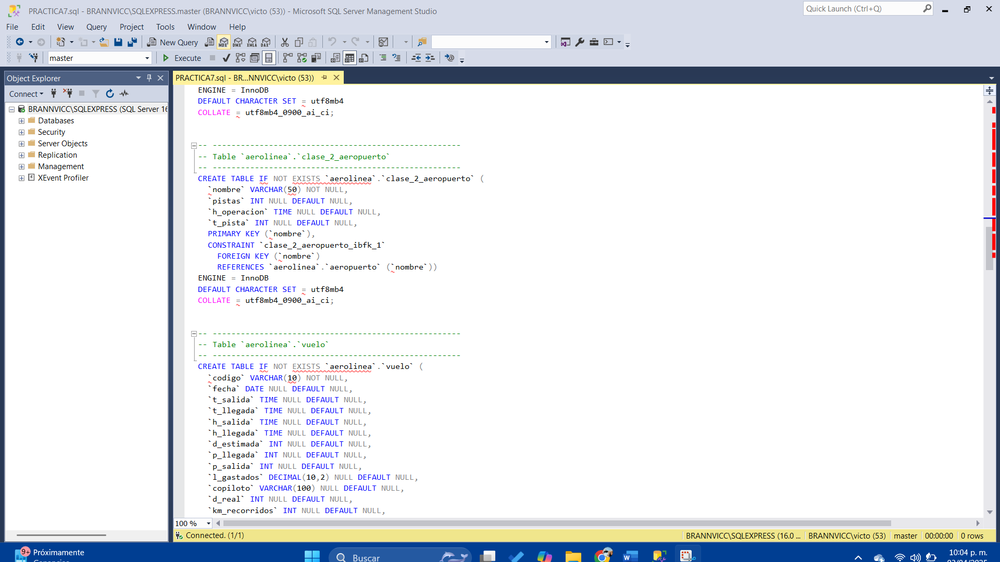 PRACTICA7.sql - BRANNVICC\SQLEXPRESS.master (BRANNVICC\victo (53)) - Microsoft SQL Server Management Studio
Quick Launch (Ctrl+Q)
File Edit View Query Project Tools Window Help
New Query MDX DMX XMLA DAX
master Execute
Object Explorer
PRACTICA7.sql - BR...NNVICC\victo (53))
Connect
BRANNVICC\SQLEXPRESS (SQL Server 16
Databases
Security
Server Objects
Replication
Management
XEvent Profiler
ENGINE = InnoDB
DEFAULT CHARACTER SET = utf8mb4
COLLATE = utf8mb4_0900_ai_ci;
-- -----------------------------------------------------
-- Table `aerolinea`.`clase_2_aeropuerto`
-- -----------------------------------------------------
CREATE TABLE IF NOT EXISTS `aerolinea`.`clase_2_aeropuerto` (
`nombre` VARCHAR(50) NOT NULL,
`pistas` INT NULL DEFAULT NULL,
`h_operacion` TIME NULL DEFAULT NULL,
`t_pista` INT NULL DEFAULT NULL,
PRIMARY KEY (`nombre`),
CONSTRAINT `clase_2_aeropuerto_ibfk_1`
FOREIGN KEY (`nombre`)
REFERENCES `aerolinea`.`aeropuerto` (`nombre`))
ENGINE = InnoDB
DEFAULT CHARACTER SET = utf8mb4
COLLATE = utf8mb4_0900_ai_ci;
-- -----------------------------------------------------
-- Table `aerolinea`.`vuelo`
-- -----------------------------------------------------
CREATE TABLE IF NOT EXISTS `aerolinea`.`vuelo` (
`codigo` VARCHAR(10) NOT NULL,
`fecha` DATE NULL DEFAULT NULL,
`t_salida` TIME NULL DEFAULT NULL,
`t_llegada` TIME NULL DEFAULT NULL,
`h_salida` TIME NULL DEFAULT NULL,
`h_llegada` TIME NULL DEFAULT NULL,
`d_estimada` INT NULL DEFAULT NULL,
`p_llegada` INT NULL DEFAULT NULL,
`p_salida` INT NULL DEFAULT NULL,
`l_gastados` DECIMAL(10,2) NULL DEFAULT NULL,
`copiloto` VARCHAR(100) NULL DEFAULT NULL,
`d_real` INT NULL DEFAULT NULL,
`km_recorridos` INT NULL DEFAULT NULL,
100 %
Connected. (1/1)
BRANNVICC\SQLEXPRESS (16.0 ... BRANNVICC\victo (53) master 00:00:00 0 rows
9+ Próximamente
Buscar
10:04 p. m.